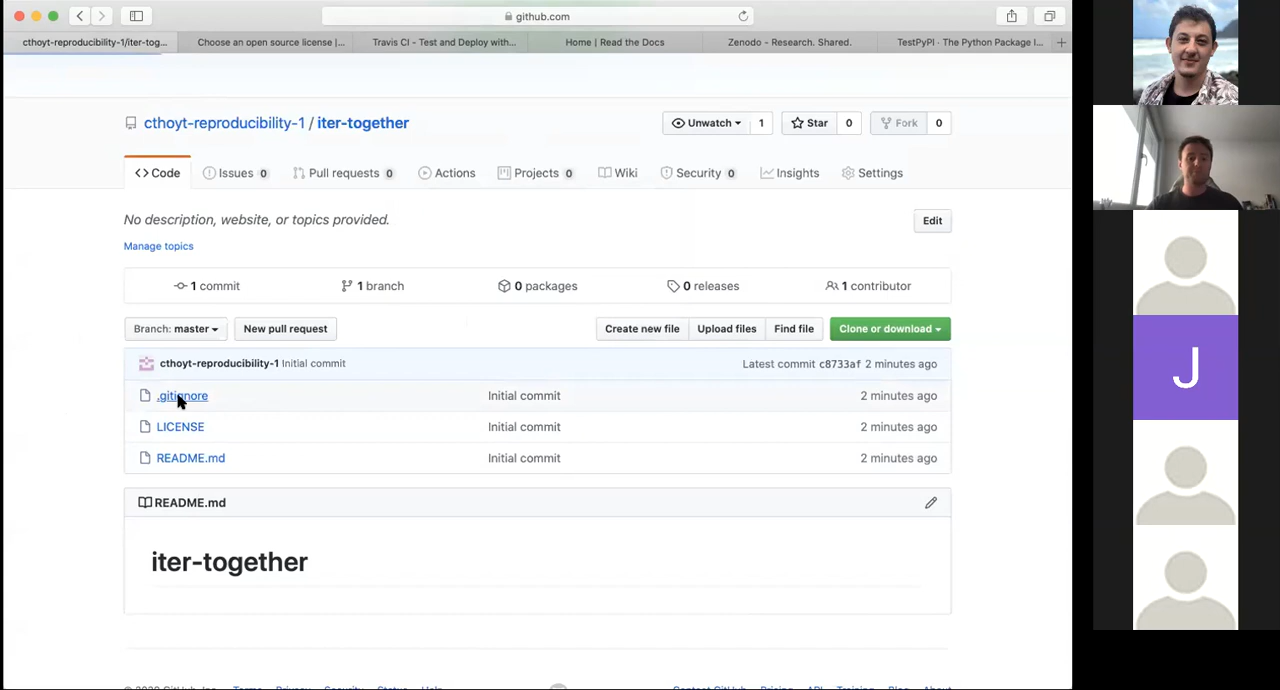 github.com
cthoyt-reproducibility-1/iter-tog...
Choose an open source license |...
Travis CI - Test and Deploy with...
Home | Read the Docs
Zenodo - Research. Shared.
TestPyPI · The Python Package I...
cthoyt-reproducibility-1 / iter-together
Unwatch 1
Star 0
Fork 0
<> Code
Issues 0
Pull requests 0
Actions
Projects 0
Wiki
Security 0
Insights
Settings
No description, website, or topics provided.
Edit
Manage topics
1 commit
1 branch
0 packages
0 releases
1 contributor
Branch: master
New pull request
Create new file
Upload files
Find file
Clone or download
cthoyt-reproducibility-1 Initial commit
Latest commit c8733af 2 minutes ago
.gitignore Initial commit 2 minutes ago
LICENSE Initial commit 2 minutes ago
README.md Initial commit 2 minutes ago
README.md
iter-together
J